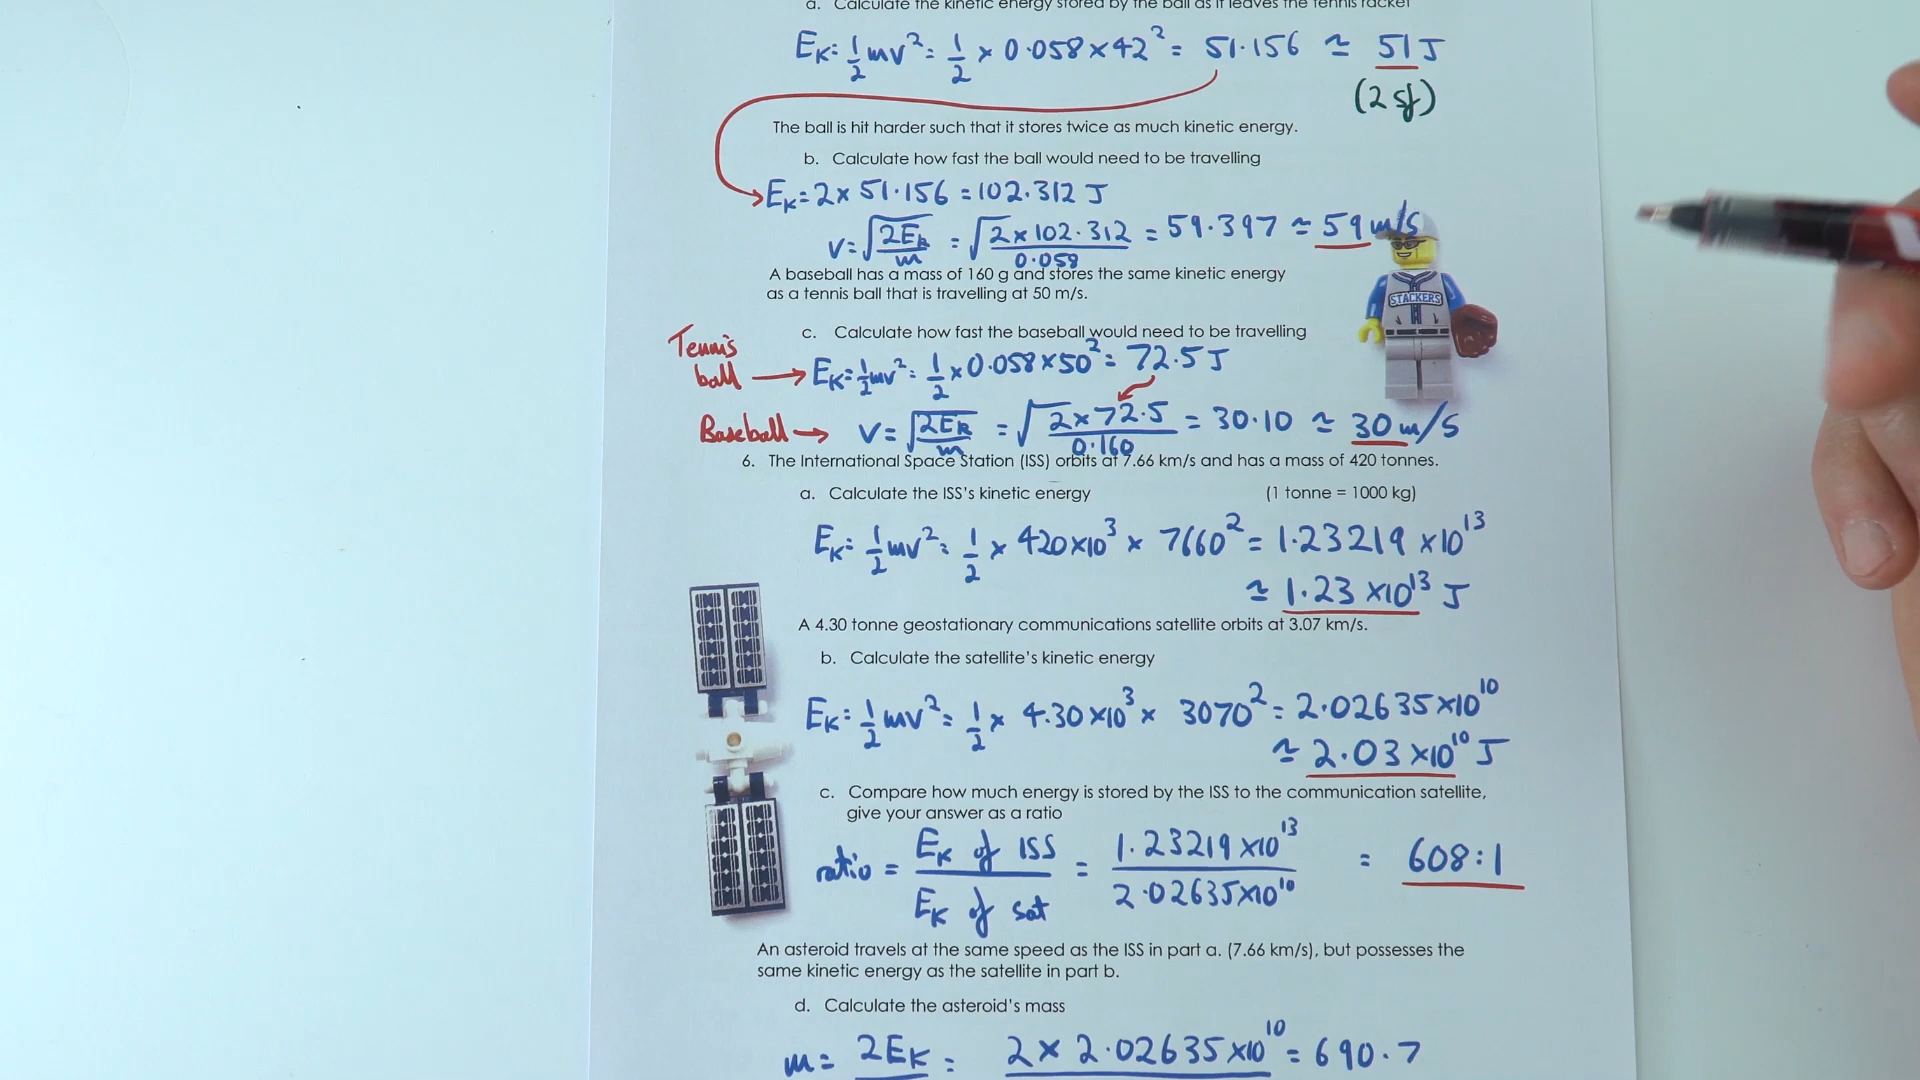 a. Calculate the kinetic energy stored by the ball as it leaves the tennis racket
Eₖ = 1/2 mv² = 1/2 × 0.058 × 42² = 51.156 ≃ 51 J
(2 sf)
The ball is hit harder such that it stores twice as much kinetic energy.
b. Calculate how fast the ball would need to be travelling
Eₖ = 2 × 51.156 = 102.312 J
v = √(2Eₖ/m) = √(2 × 102.312/0.058) = 59.397 ≃ 59 m/s
A baseball has a mass of 160 g and stores the same kinetic energy
as a tennis ball that is travelling at 50 m/s.
STACKERS
c. Calculate how fast the baseball would need to be travelling
Tennis
ball → Eₖ = 1/2 mv² = 1/2 × 0.058 × 50² = 72.5 J
Baseball → v = √(2Eₖ/m) = √(2 × 72.5/0.160) = 30.10 ≃ 30 m/s
6. The International Space Station (ISS) orbits at 7.66 km/s and has a mass of 420 tonnes.
a. Calculate the ISS's kinetic energy (1 tonne = 1000 kg)
Eₖ = 1/2 mv² = 1/2 × 420×10³ × 7660² = 1.23219 ×10¹³
≃ 1.23 ×10¹³ J
A 4.30 tonne geostationary communications satellite orbits at 3.07 km/s.
b. Calculate the satellite's kinetic energy
Eₖ = 1/2 mv² = 1/2 × 4.30×10³ × 3070² = 2.02635×10¹⁰
≃ 2.03 ×10¹⁰ J
c. Compare how much energy is stored by the ISS to the communication satellite,
give your answer as a ratio
ratio = Eₖ of ISS / Eₖ of sat = 1.23219 ×10¹³ / 2.02635×10¹⁰ = 608:1
An asteroid travels at the same speed as the ISS in part a. (7.66 km/s), but possesses the
same kinetic energy as the satellite in part b.
d. Calculate the asteroid's mass
m = 2Eₖ = 2 × 2.02635 ×10¹⁰ = 690.7